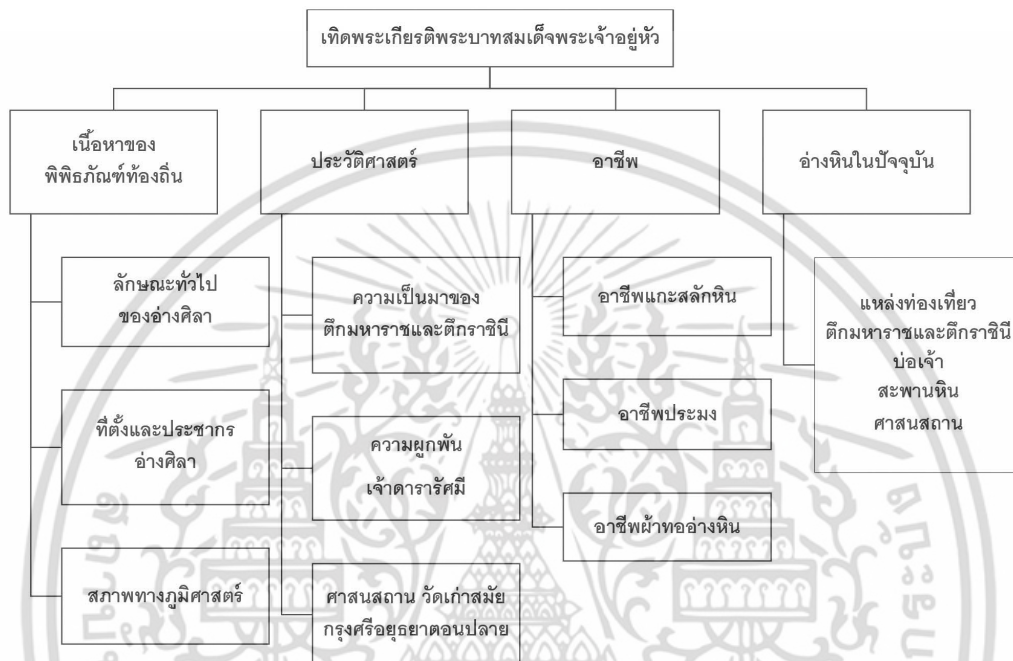 เทิดพระเกียรติพระบาทสมเด็จพระเจ้าอยู่หัว
เนื้อหาของ
พิพิธภัณฑ์ท้องถิ่น
ลักษณะทั่วไป
ของอ่างศิลา
ที่ตั้งและประชากร
อ่างศิลา
สภาพทางภูมิศาสตร์
ประวัติศาสตร์
ความเป็นมาของ
ตึกมหาราชและตึกราชินี
ความผูกพัน
เจ้าดารารัศมี
ศาสนสถาน วัดเก่าสมัย
กรุงศรีอยุธยาตอนปลาย
อาชีพ
อาชีพแกะสลักหิน
อาชีพประมง
อาชีพผ้าทออ่างหิน
อ่างหินในปัจจุบัน
แหล่งท่องเที่ยว
ตึกมหาราชและตึกราชินี
บ่อเจ้า
สะพานหิน
ศาสนสถาน